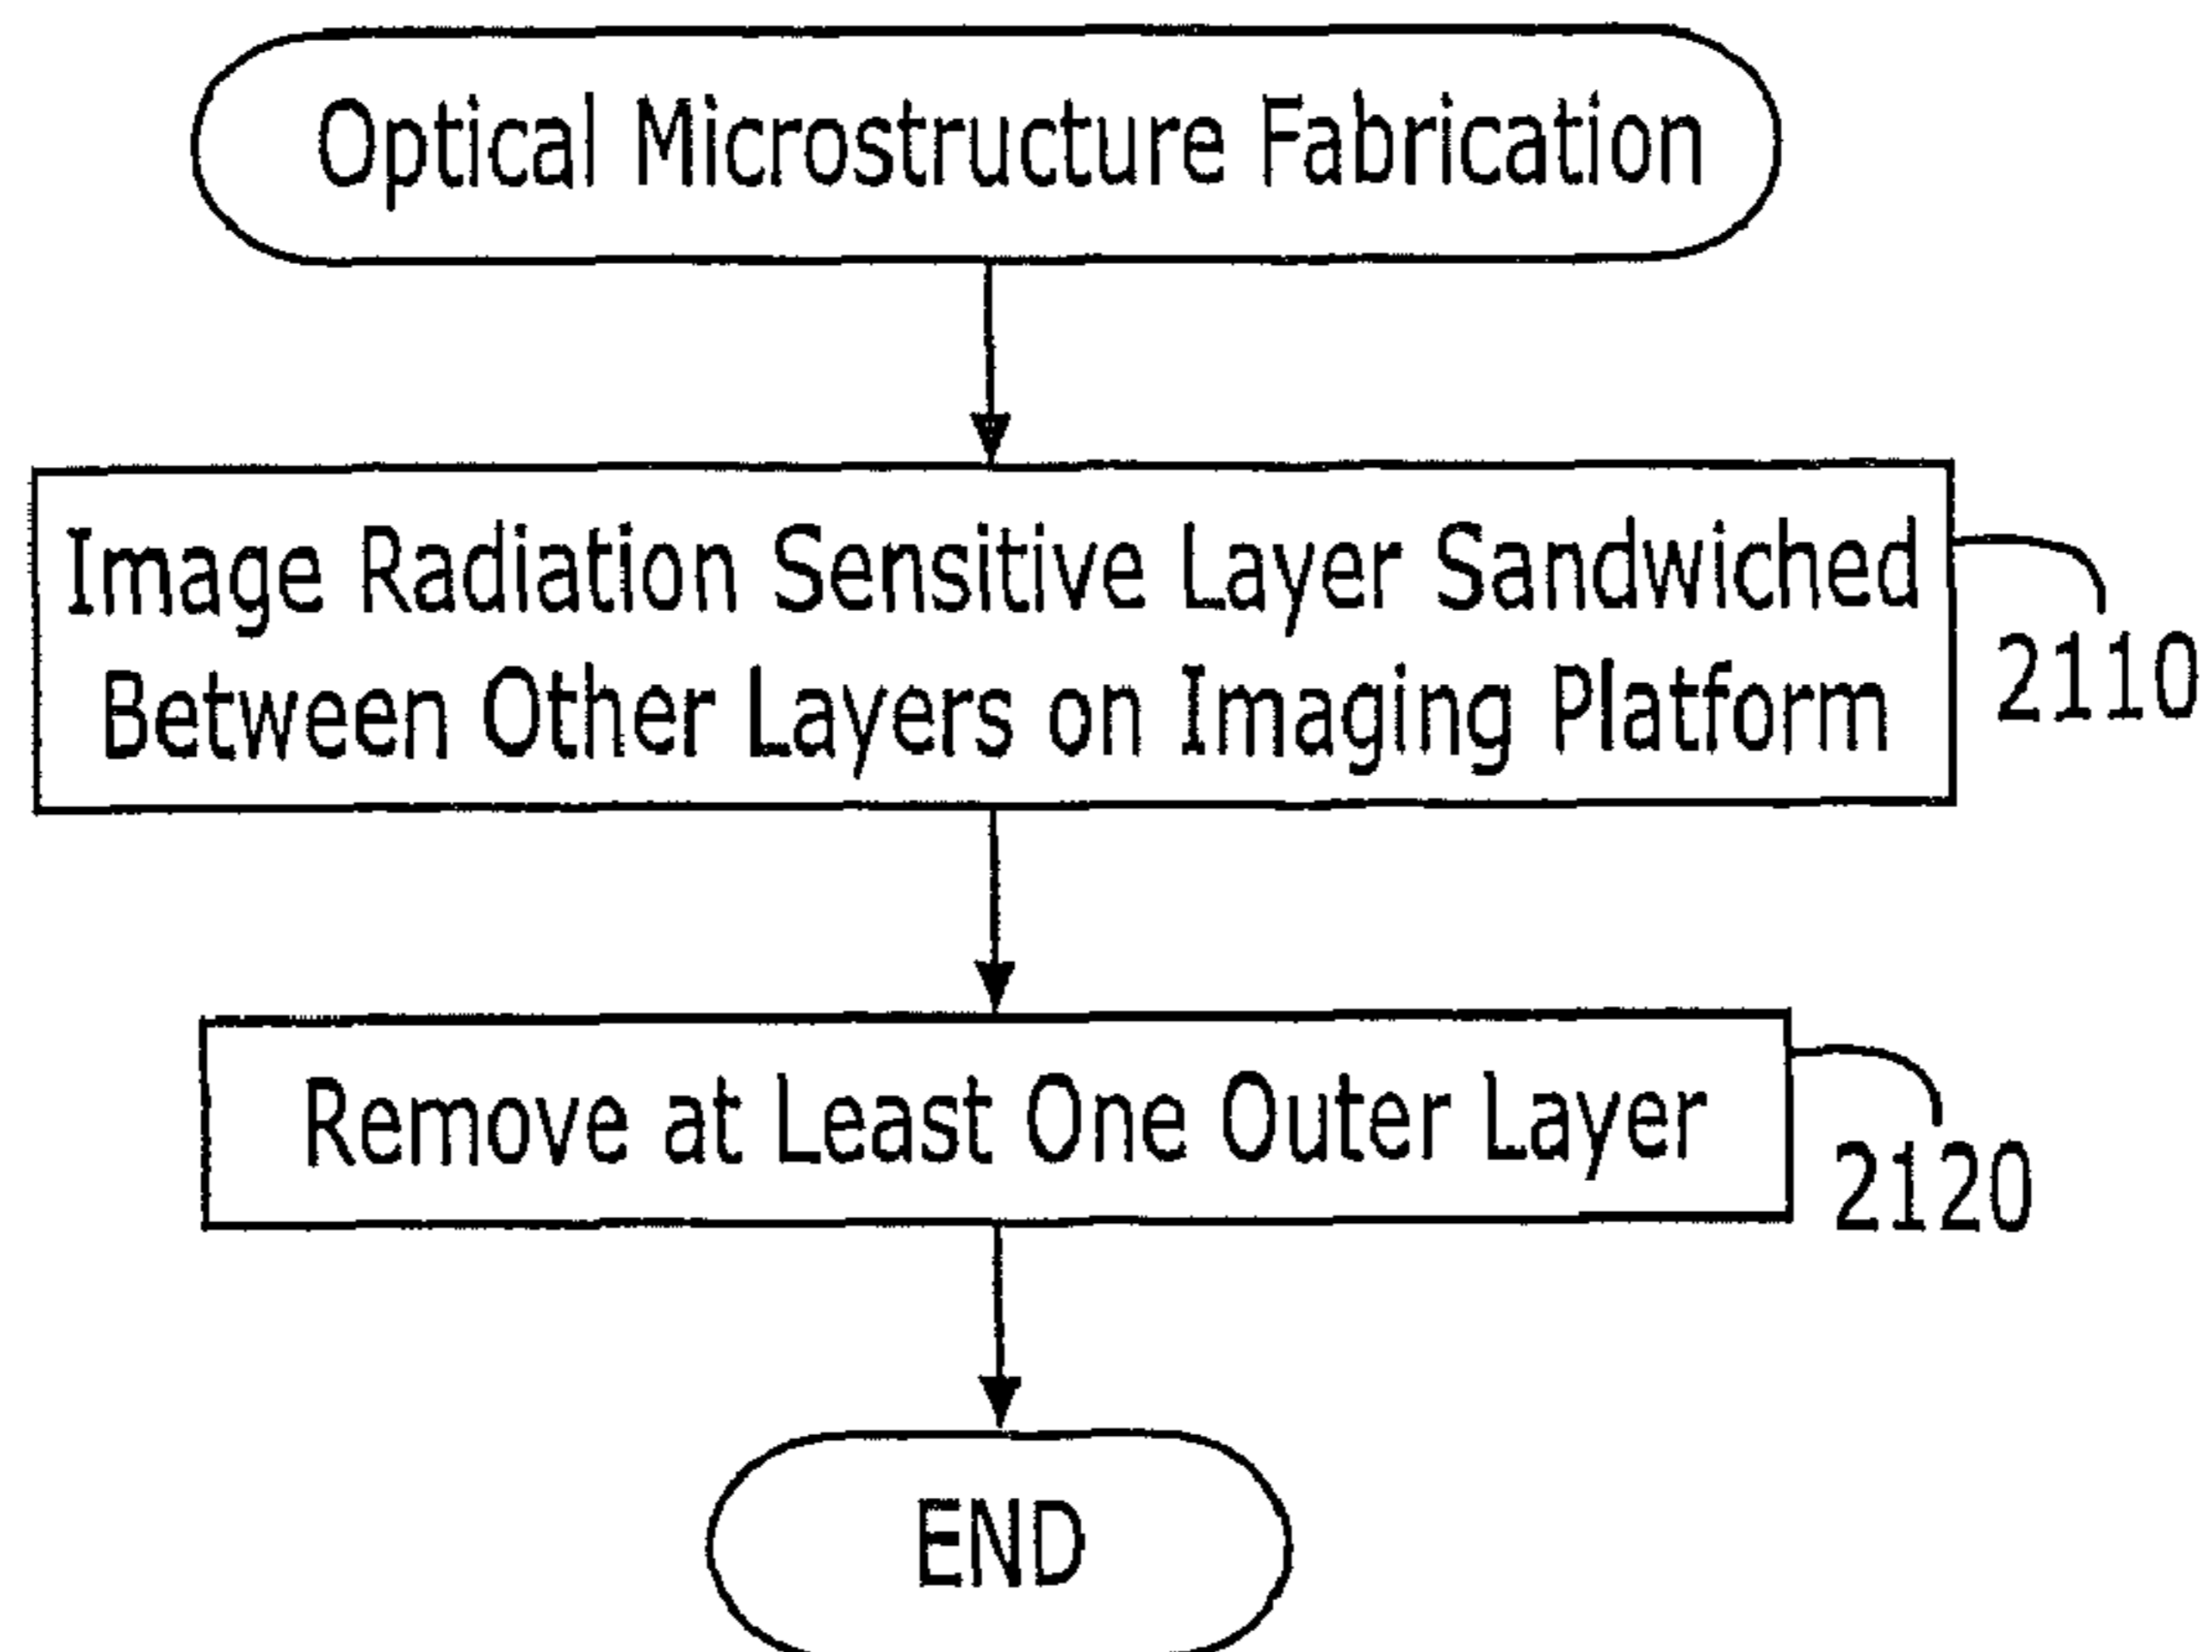 Optical Microstructure Fabrication
Image Radiation Sensitive Layer Sandwiched
Between Other Layers on Imaging Platform
2110
Remove at Least One Outer Layer
2120
END